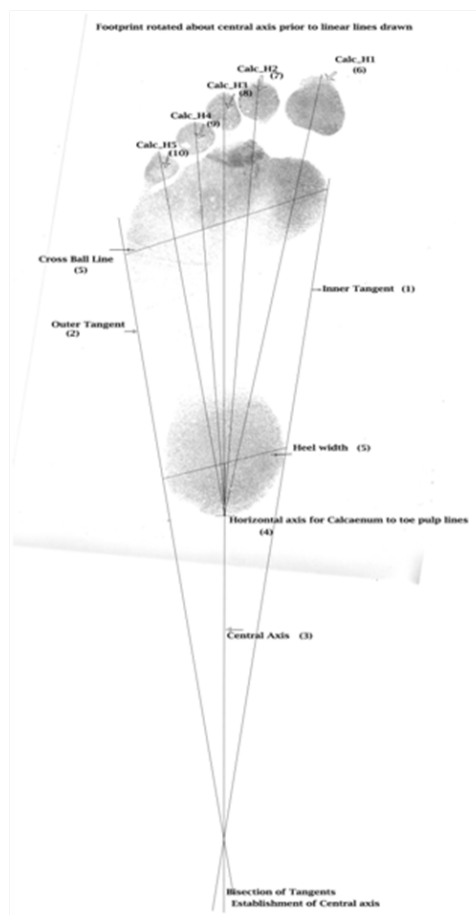 Footprint rotated about central axis prior to linear lines drawn
Calc_H1
(6)
Calc_H2
(7)
Calc_H3
(8)
Calc_H4
(9)
Calc_H5
(10)
Cross Ball Line
(5)
Inner Tangent (1)
Outer Tangent
(2)
Heel width (5)
Horizontal axis for Calcaenum to toe pulp lines
(4)
Central Axis (3)
Bisection of Tangents
Establishment of Central axis